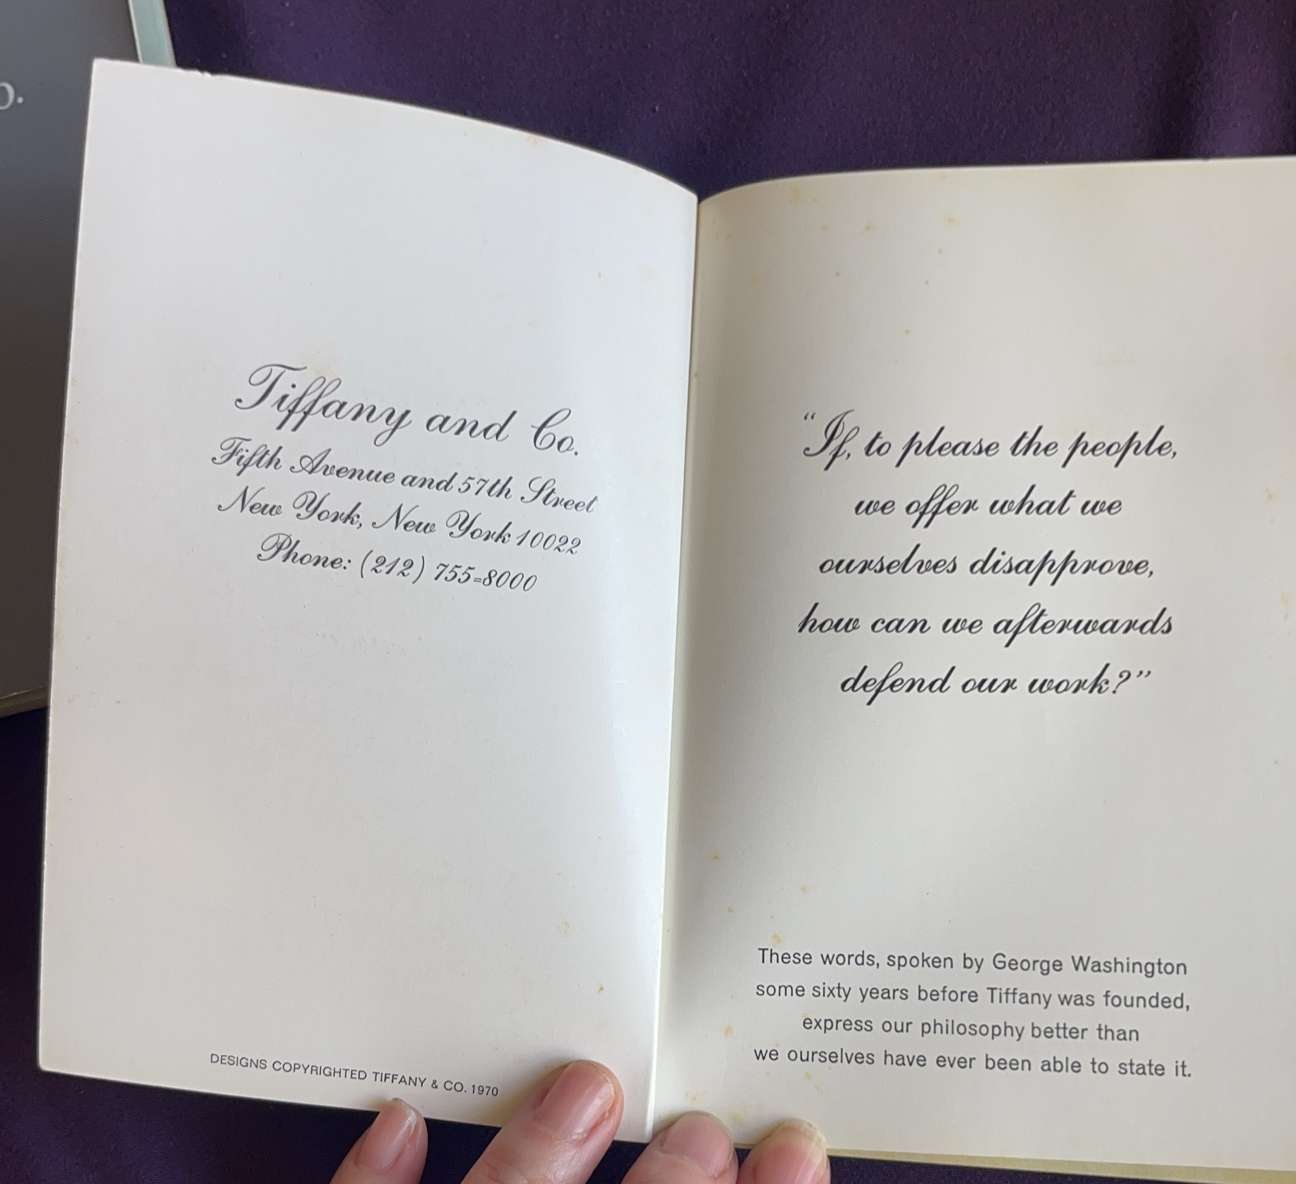 Tiffany and Co.
Fifth Avenue and 57th Street
New York, New York 10022
Phone: (212) 755-8000
DESIGNS COPYRIGHTED TIFFANY & CO. 1970
“If, to please the people,
we offer what we
ourselves disapprove,
how can we afterwards
defend our work?”
These words, spoken by George Washington
some sixty years before Tiffany was founded,
express our philosophy better than
we ourselves have ever been able to state it.